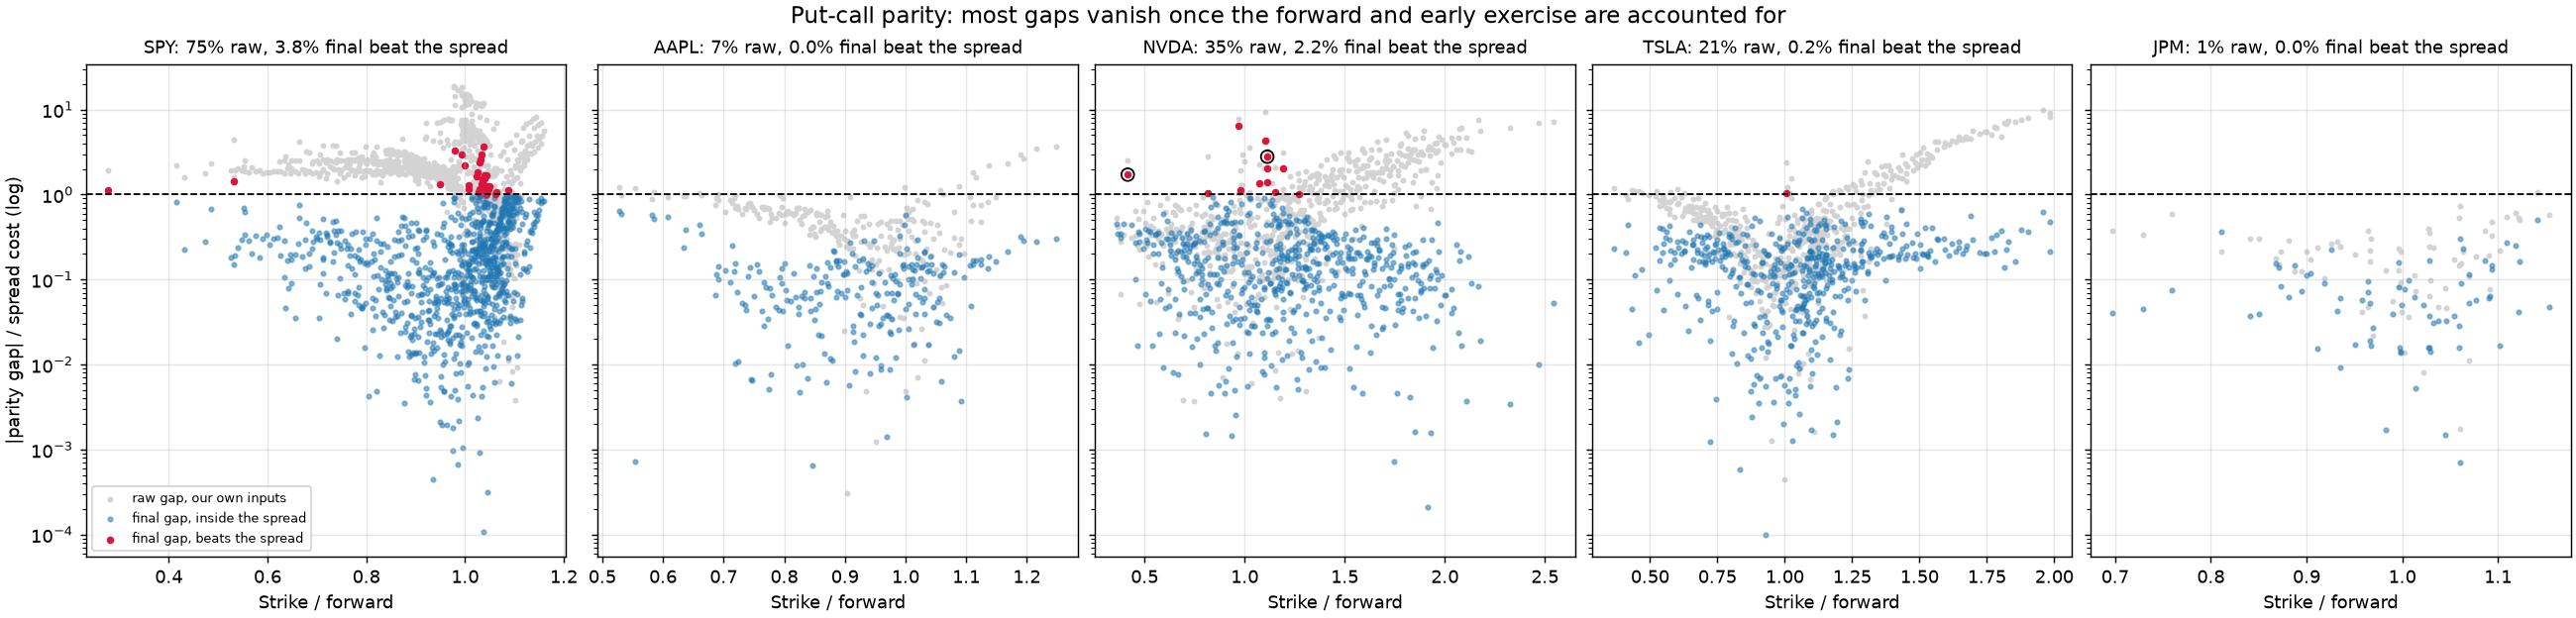 Put-call parity: most gaps vanish once the forward and early exercise are accounted for
SPY: 75% raw, 3.8% final beat the spread
AAPL: 7% raw, 0.0% final beat the spread
NVDA: 35% raw, 2.2% final beat the spread
TSLA: 21% raw, 0.2% final beat the spread
JPM: 1% raw, 0.0% final beat the spread
|parity gap| / spread cost (log)
10¹
10⁰
10⁻¹
10⁻²
10⁻³
10⁻⁴
raw gap, our own inputs
final gap, inside the spread
final gap, beats the spread
0.4 0.6 0.8 1.0 1.2
0.5 0.6 0.7 0.8 0.9 1.0 1.1 1.2
0.5 1.0 1.5 2.0 2.5
0.50 0.75 1.00 1.25 1.50 1.75 2.00
0.7 0.8 0.9 1.0 1.1
Strike / forward
Strike / forward
Strike / forward
Strike / forward
Strike / forward